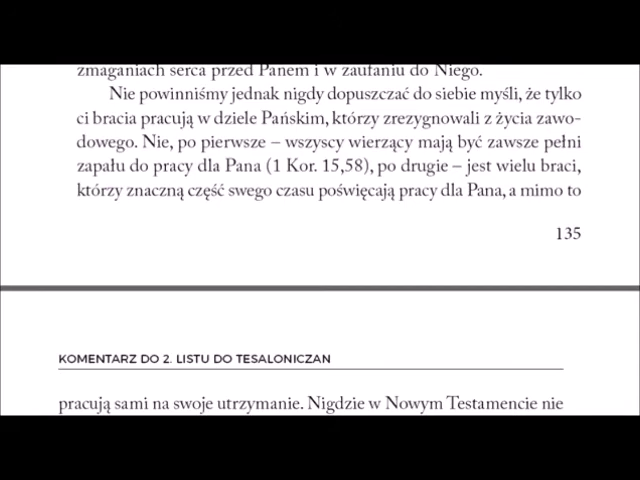 zmaganiach serca przed Panem i w zaufaniu do Niego.
Nie powinniśmy jednak nigdy dopuszczać do siebie myśli, że tylko
ci bracia pracują w dziele Pańskim, którzy zrezygnowali z życia zawo-
dowego. Nie, po pierwsze – wszyscy wierzący mają być zawsze pełni
zapału do pracy dla Pana (1 Kor. 15,58), po drugie – jest wielu braci,
którzy znaczną część swego czasu poświęcają pracy dla Pana, a mimo to
135
KOMENTARZ DO 2. LISTU DO TESALONICZAN
pracują sami na swoje utrzymanie. Nigdzie w Nowym Testamencie nie